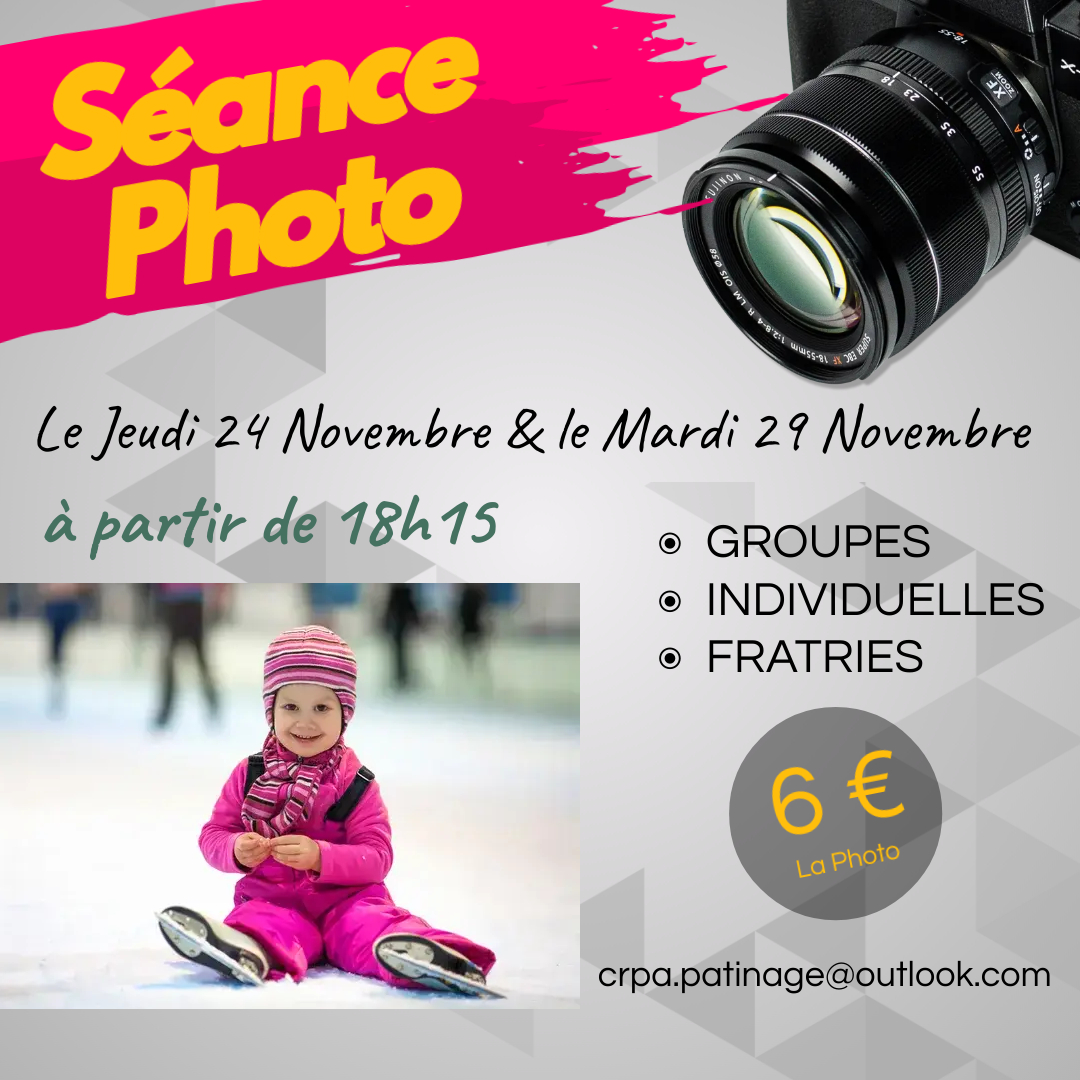 Séance
Photo
Le Jeudi 24 Novembre & le Mardi 29 Novembre
à partir de 18h15
GROUPES
INDIVIDUELLES
FRATRIES
6 €
La Photo
crpa.patinage@outlook.com
18-55
XF
ZOOM
18
23
35
55
A
FUJINON
SUPER EBC XF 18-55mm 1:2.8-4 R LM OIS Ø58